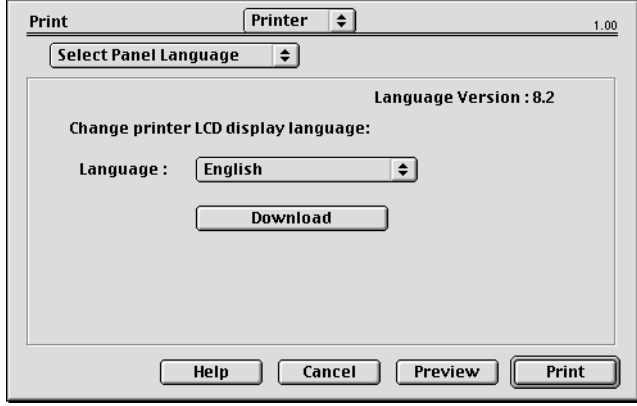 Print Printer 1.00
Select Panel Language
Language Version : 8.2
Change printer LCD display language:
Language : English
Download
Help Cancel Preview Print